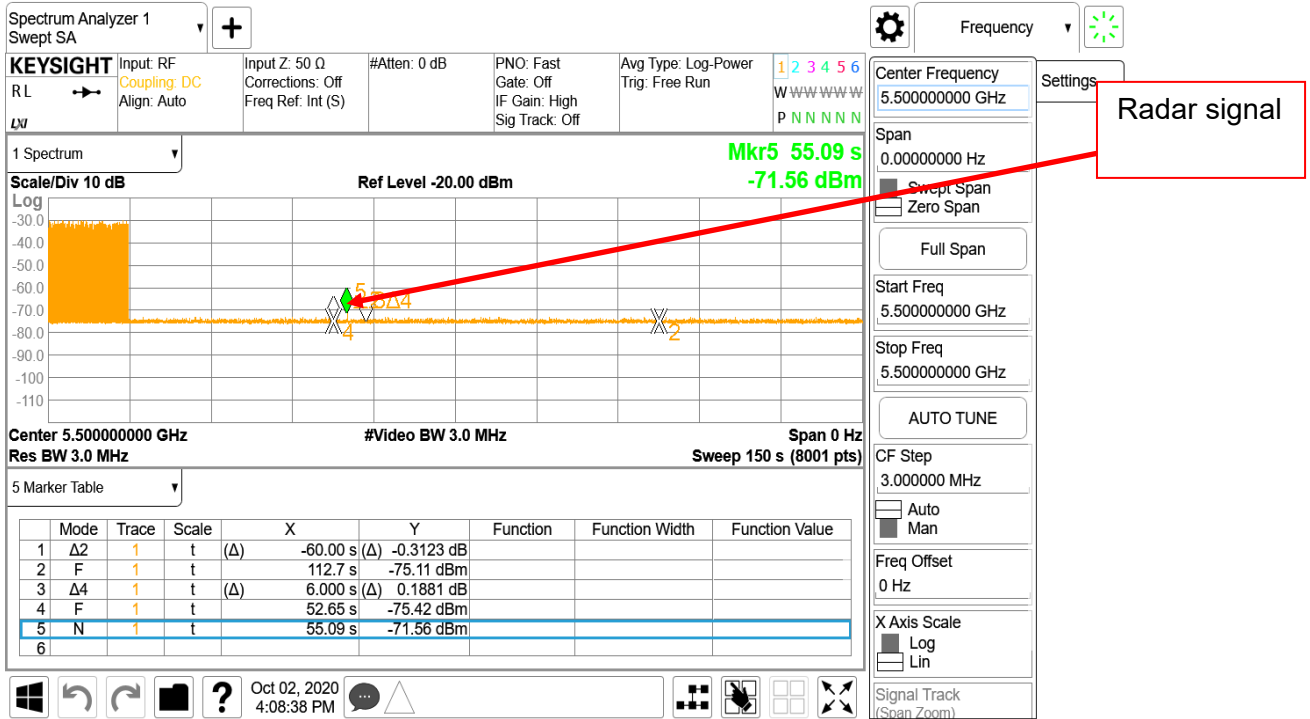 Spectrum Analyzer 1
Swept SA
▼
+
Frequency
▼
KEYSIGHT
RL
LXI
Input: RF
Coupling: DC
Align: Auto
Input Z: 50 Ω
Corrections: Off
Freq Ref: Int (S)
#Atten: 0 dB
PNO: Fast
Gate: Off
IF Gain: High
Sig Track: Off
Avg Type: Log-Power
Trig: Free Run
1 2 3 4 5 6
W W W W W W
P N N N N N
Center Frequency
5.500000000 GHz
Settings
Radar signal
1 Spectrum
▼
Mkr5 55.09 s
Scale/Div 10 dB
Ref Level -20.00 dBm
-71.56 dBm
Span
0.00000000 Hz
Swept Span
Zero Span
Full Span
Start Freq
5.500000000 GHz
Stop Freq
5.500000000 GHz
AUTO TUNE
CF Step
3.000000 MHz
Auto
Man
Freq Offset
0 Hz
X Axis Scale
Log
Lin
Signal Track
(Span Zoom)
Log
-30.0
-40.0
-50.0
-60.0
-70.0
-80.0
-90.0
-100
-110
5
3Δ4
4
2
Center 5.500000000 GHz
#Video BW 3.0 MHz
Span 0 Hz
Res BW 3.0 MHz
Sweep 150 s (8001 pts)
5 Marker Table
▼
Mode Trace Scale X Y Function Function Width Function Value
1 Δ2 1 t (Δ) -60.00 s (Δ) -0.3123 dB
2 F 1 t 112.7 s -75.11 dBm
3 Δ4 1 t (Δ) 6.000 s (Δ) 0.1881 dB
4 F 1 t 52.65 s -75.42 dBm
5 N 1 t 55.09 s -71.56 dBm
6
?
Oct 02, 2020
4:08:38 PM